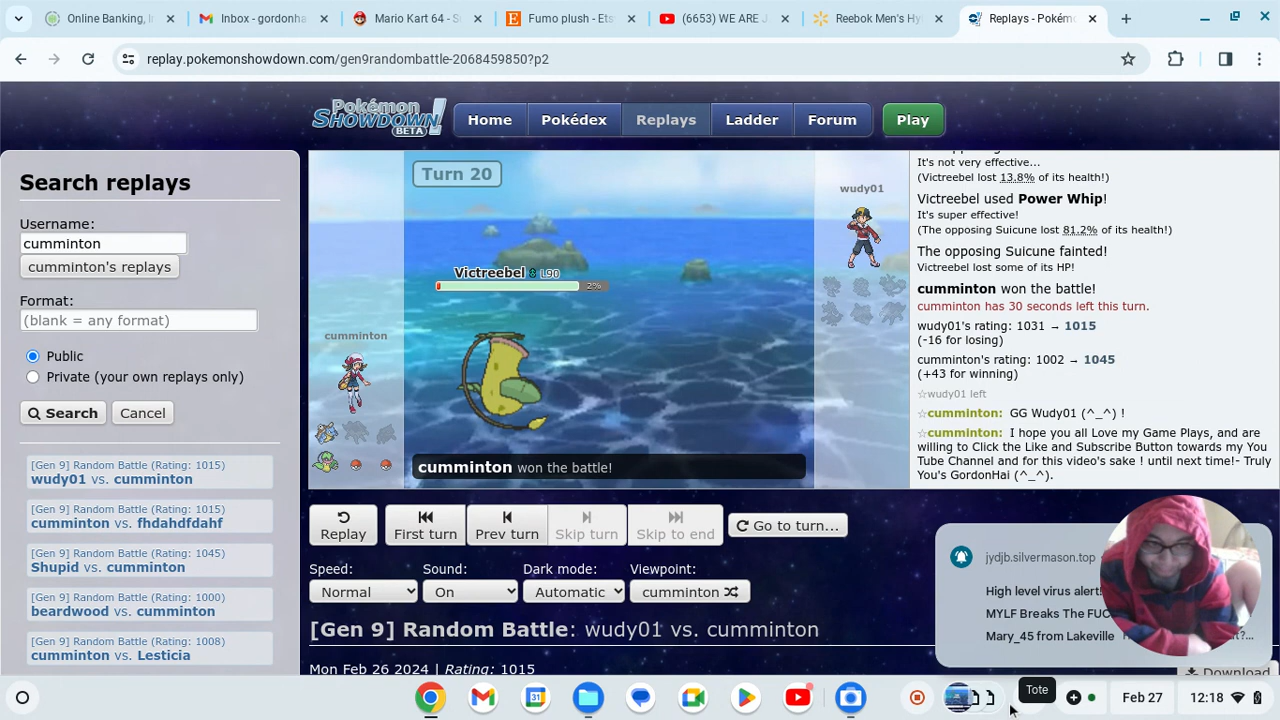 Online Banking, l
Inbox - gordonha
Mario Kart 64 - S
Fumo plush - Ets
(6653) WE ARE J
Reebok Men's Hy
Replays - Pokémo
replay.pokemonshowdown.com/gen9randombattle-2068459850?p2
Pokémon
SHOWDOWN!
BETA
Home
Pokédex
Replays
Ladder
Forum
Play
Search replays
Username:
cumminton
cumminton's replays
Format:
(blank = any format)
Public
Private (your own replays only)
Search
Cancel
[Gen 9] Random Battle (Rating: 1015)
wudy01 vs. cumminton
[Gen 9] Random Battle (Rating: 1015)
cumminton vs. fhdahfdahf
[Gen 9] Random Battle (Rating: 1045)
Shupid vs. cumminton
[Gen 9] Random Battle (Rating: 1000)
beardwood vs. cumminton
[Gen 9] Random Battle (Rating: 1008)
cumminton vs. Lesticia
Turn 20
wudy01
Victreebel ♂ L90
2%
cumminton
cumminton won the battle!
It's not very effective...
(Victreebel lost 13.8% of its health!)
Victreebel used Power Whip!
It's super effective!
(The opposing Suicune lost 81.2% of its health!)
The opposing Suicune fainted!
Victreebel lost some of its HP!
cumminton won the battle!
cumminton has 30 seconds left this turn.
wudy01's rating: 1031 → 1015
(-16 for losing)
cumminton's rating: 1002 → 1045
(+43 for winning)
☆wudy01 left
☆cumminton: GG Wudy01 (^_^) !
☆cumminton: I hope you all Love my Game Plays, and are
willing to Click the Like and Subscribe Button towards my You
Tube Channel and for this video's sake ! until next time!- Truly
You's GordonHai (^_^).
Replay
First turn
Prev turn
Skip turn
Skip to end
Go to turn...
Speed:
Sound:
Dark mode:
Viewpoint:
Normal
On
Automatic
cumminton
[Gen 9] Random Battle: wudy01 vs. cumminton
Mon Feb 26 2024 | Rating: 1015
Download
jydjb.silvermason.top
High level virus alert!
MYLF Breaks The FUC
Mary_45 from Lakeville
Tote
Feb 27
12:18